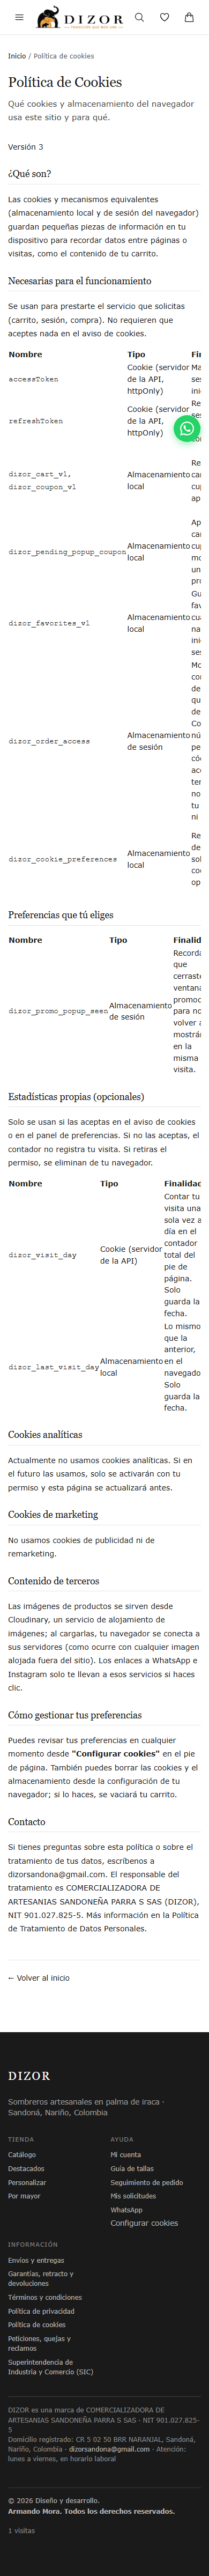 DIZOR
Inicio / Política de cookies
Política de Cookies
Qué cookies y almacenamiento del navegador
usa este sitio y para qué.
Versión 3
¿Qué son?
Las cookies y mecanismos equivalentes
(almacenamiento local y de sesión del navegador)
guardan pequeñas piezas de información en tu
dispositivo para recordar datos entre páginas o
visitas, como el contenido de tu carrito.
Necesarias para el funcionamiento
Se usan para prestarte el servicio que solicitas
(carrito, sesión, compra). No requieren que
aceptes nada en el aviso de cookies.
Nombre Tipo
accessToken Cookie (servidor de la API, httpOnly)
refreshToken Cookie (servidor de la API, httpOnly)
dizor_cart_v1, dizor_coupon_v1 Almacenamiento local
dizor_pending_popup_coupon Almacenamiento local
dizor_favorites_v1 Almacenamiento local
dizor_order_access Almacenamiento de sesión
dizor_cookie_preferences Almacenamiento local
Preferencias que tú eliges
Nombre Tipo
dizor_promo_popup_seen Almacenamiento de sesión
que
en la
misma
visita.
Estadísticas propias (opcionales)
Solo se usan si las aceptas en el aviso de cookies
o en el panel de preferencias. Si no las aceptas, el
contador no registra tu visita. Si retiras el
permiso, se eliminan de tu navegador.
Nombre Tipo Finalidad
dizor_visit_day Cookie (servidor de la API)
Contar tu
visita una
sola vez a
día en el
contador
total del
pie de
página.
Solo
guarda la
fecha.
dizor_last_visit_day Almacenamiento local
Lo mismo
que la
anterior,
en el
Solo
guarda la
fecha.
Cookies analíticas
Actualmente no usamos cookies analíticas. Si en
el futuro las usamos, solo se activarán con tu
permiso y esta página se actualizará antes.
Cookies de marketing
No usamos cookies de publicidad ni de
remarketing.
Contenido de terceros
Las imágenes de productos se sirven desde
Cloudinary, un servicio de alojamiento de
imágenes; al cargarlas, tu navegador se conecta a
sus servidores (como ocurre con cualquier imagen
alojada fuera del sitio). Los enlaces a WhatsApp e
Instagram solo te llevan a esos servicios si haces
clic.
Cómo gestionar tus preferencias
Puedes revisar tus preferencias en cualquier
momento desde "Configurar cookies" en el pie
de página. También puedes borrar las cookies y el
almacenamiento desde la configuración de tu
navegador; si lo haces, se vaciará tu carrito.
Contacto
Si tienes preguntas sobre esta política o sobre el
tratamiento de tus datos, escríbenos a
dizorsandona@gmail.com. El responsable del
tratamiento es COMERCIALIZADORA DE
ARTESANIAS SANDONEÑA PARRA S SAS (DIZOR),
NIT 901.027.825-5. Más información en la Política
de Tratamiento de Datos Personales.
← Volver al inicio
DIZOR
Sombreros artesanales en palma de iraca ·
Sandoná, Nariño, Colombia
TIENDA
Catálogo
Destacados
Personalizar
Por mayor
AYUDA
Mi cuenta
Guía de tallas
Seguimiento de pedido
Mis solicitudes
WhatsApp
Configurar cookies
INFORMACIÓN
Envíos y entregas
Garantías, retracto y
devoluciones
Términos y condiciones
Política de privacidad
Política de cookies
Peticiones, quejas y
reclamos
Superintendencia de
Industria y Comercio (SIC)
DIZOR es una marca de COMERCIALIZADORA DE
ARTESANIAS SANDONEÑA PARRA S SAS · NIT 901.027.825-
5
Domicilio registrado: CR 5 02 50 BRR NARANJAL, Sandoná,
Nariño, Colombia · dizorsandona@gmail.com · Atención:
lunes a viernes, en horario laboral
© 2026 Diseño y desarrollo.
Armando Mora. Todos los derechos reservados.
1 visitas